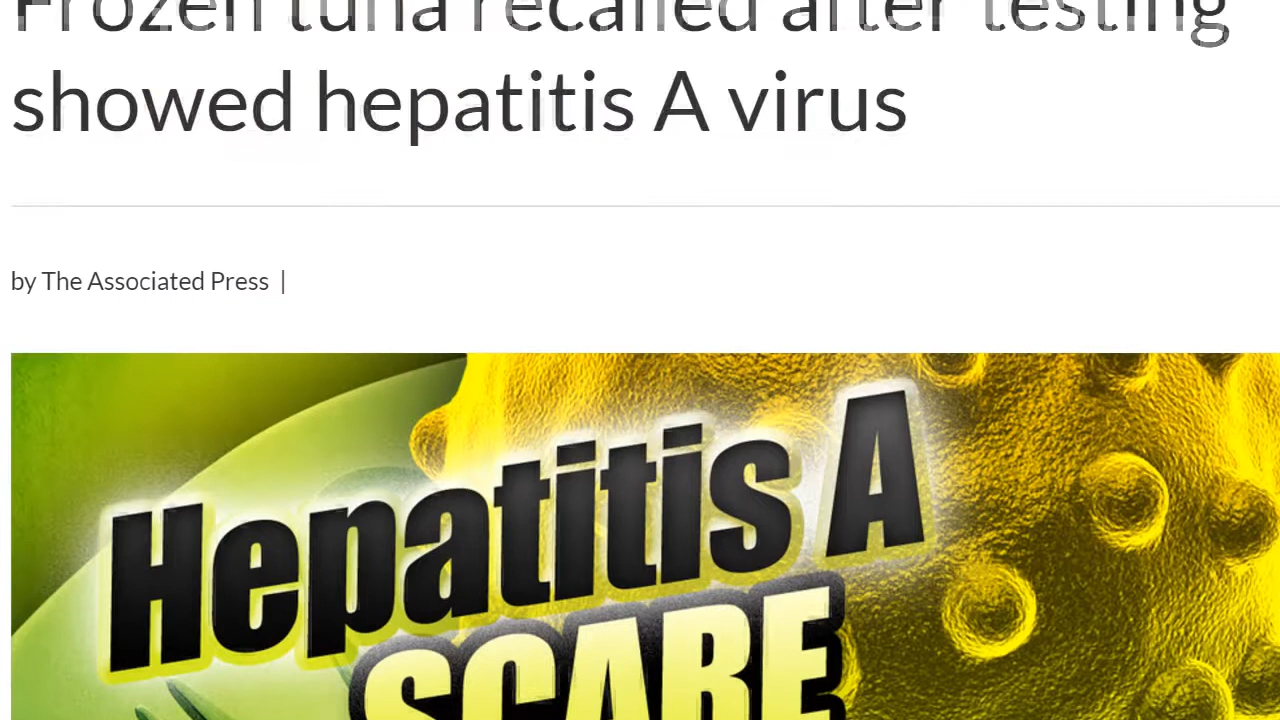 Frozen tuna recalled after testing
showed hepatitis A virus
by The Associated Press |
Hepatitis A
SCARE